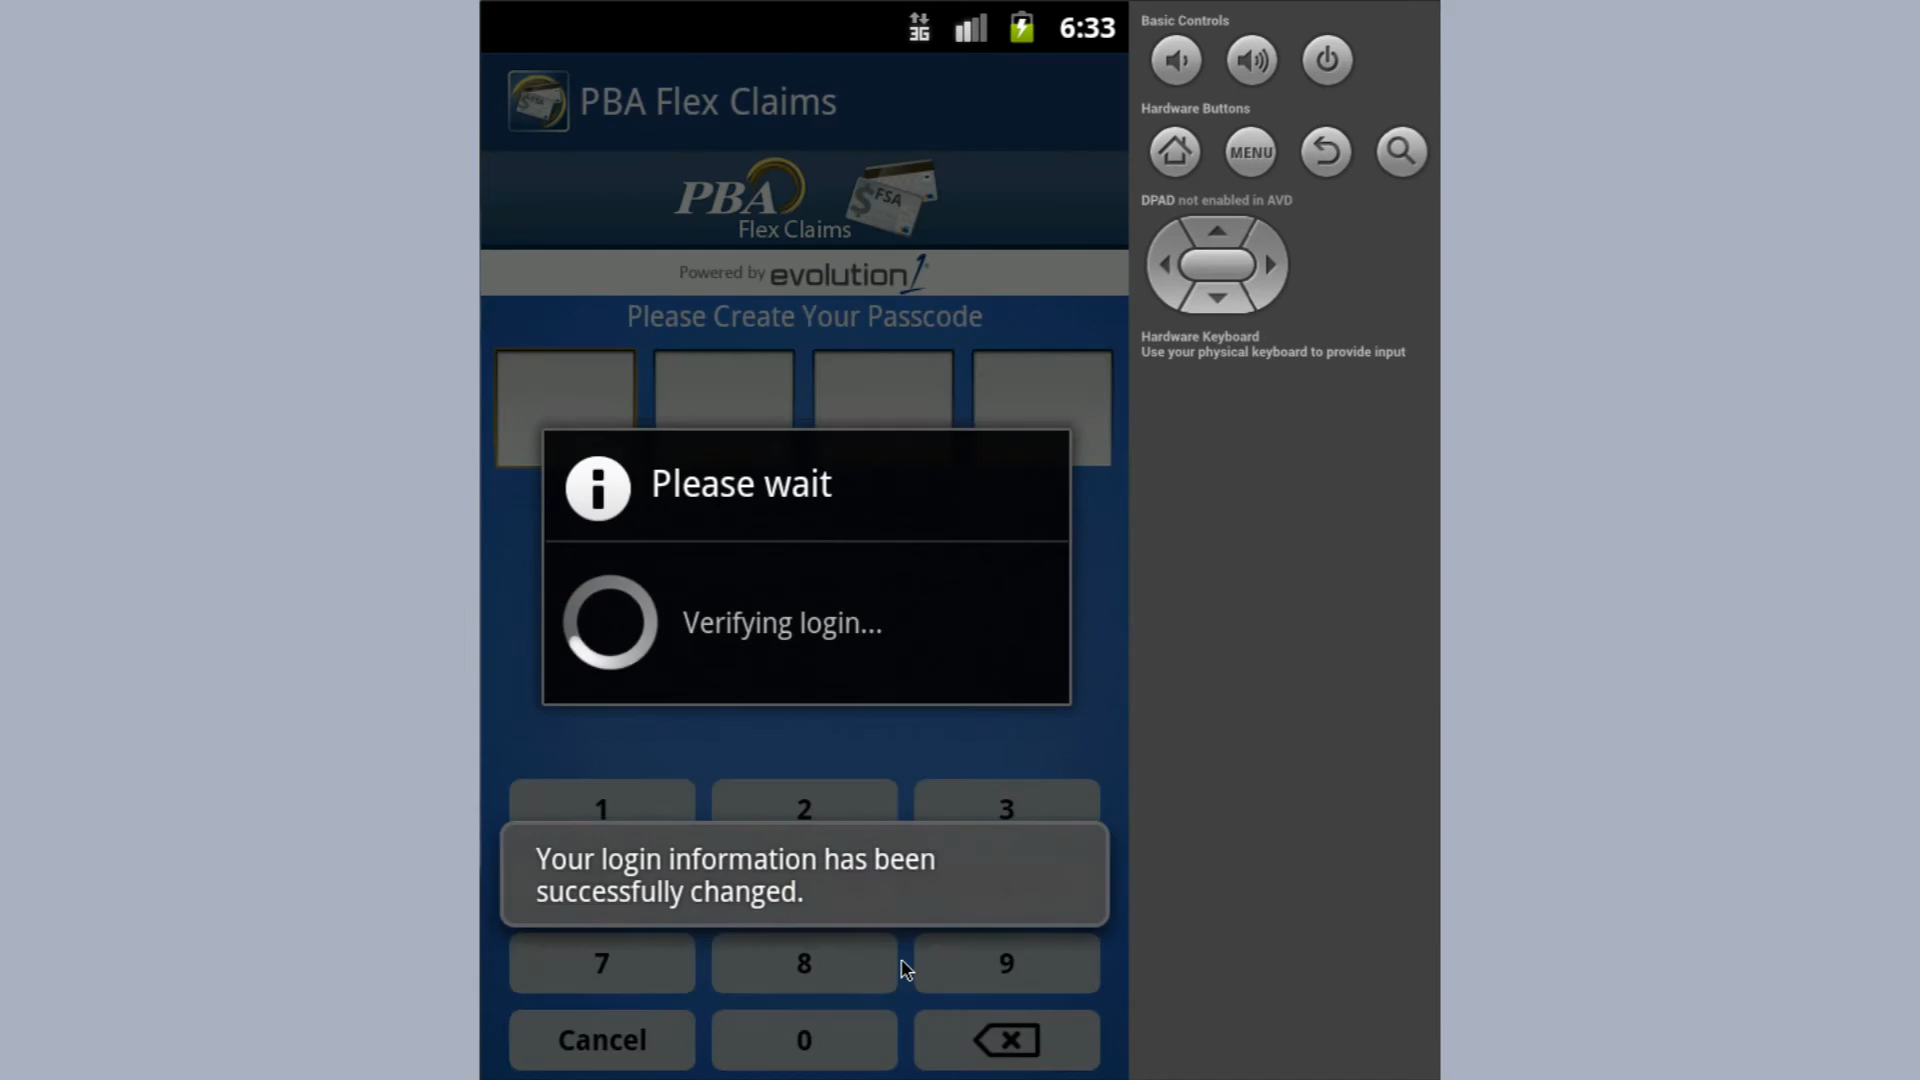 3G 6:33
PBA Flex Claims
PBA
$ FSA
Flex Claims
Powered by evolution1
Please Create Your Passcode
Please wait
Verifying login...
1 2 3
Your login information has been
successfully changed.
7 8 9
Cancel 0
Basic Controls
Hardware Buttons
MENU
DPAD not enabled in AVD
Hardware Keyboard
Use your physical keyboard to provide input